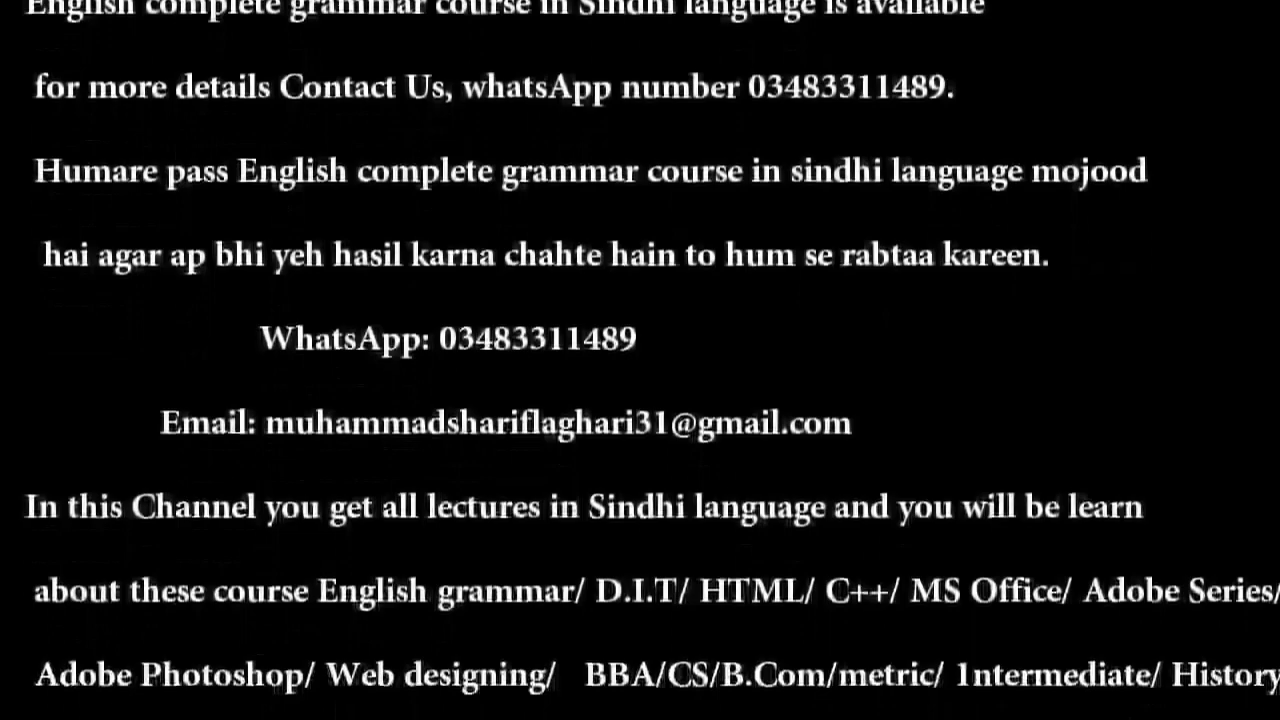 English complete grammar course in Sindhi language is available
for more details Contact Us, whatsApp number 03483311489.
Humare pass English complete grammar course in sindhi language mojood
hai agar ap bhi yeh hasil karna chahte hain to hum se rabtaa kareen.
WhatsApp: 03483311489
Email: muhammadshariflaghari31@gmail.com
In this Channel you get all lectures in Sindhi language and you will be learn
about these course English grammar/ D.I.T/ HTML/ C++/ MS Office/ Adobe Series/
Adobe Photoshop/ Web designing/ BBA/CS/B.Com/metric/ 1ntermediate/ History